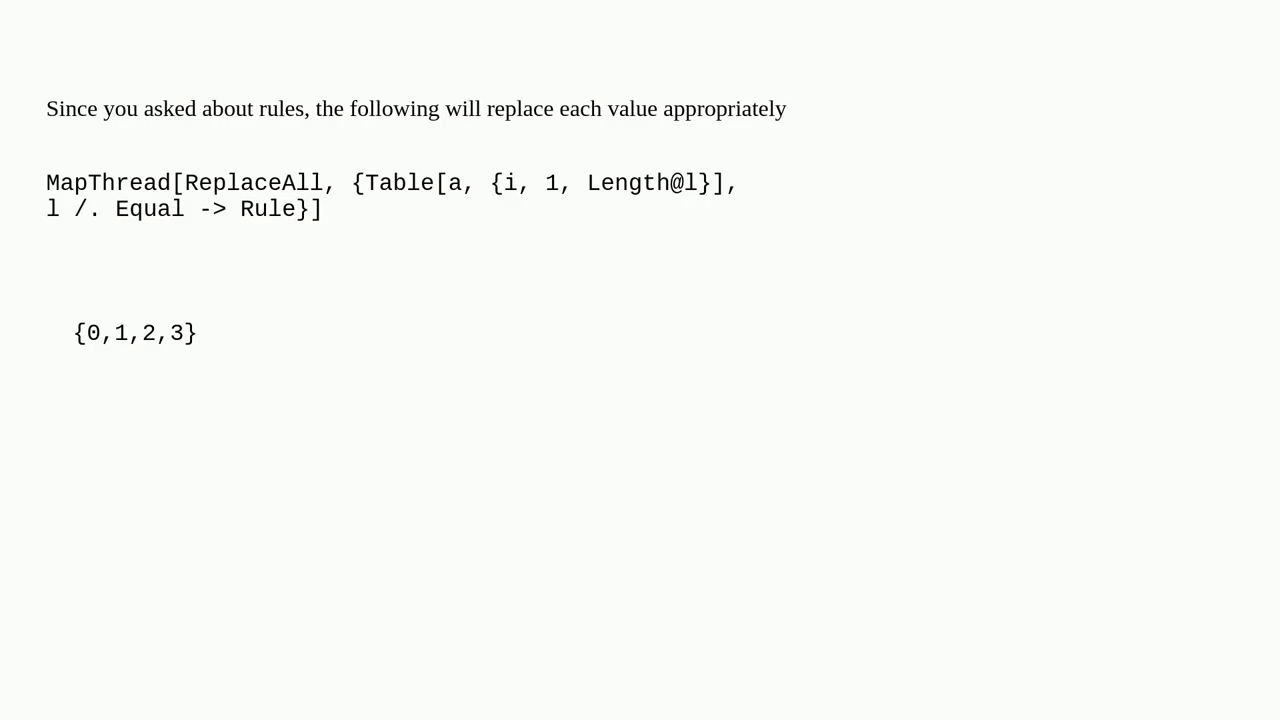 Since you asked about rules, the following will replace each value appropriately
MapThread[ReplaceAll, {Table[a, {i, 1, Length@l}],
l /. Equal -> Rule}]
{0,1,2,3}